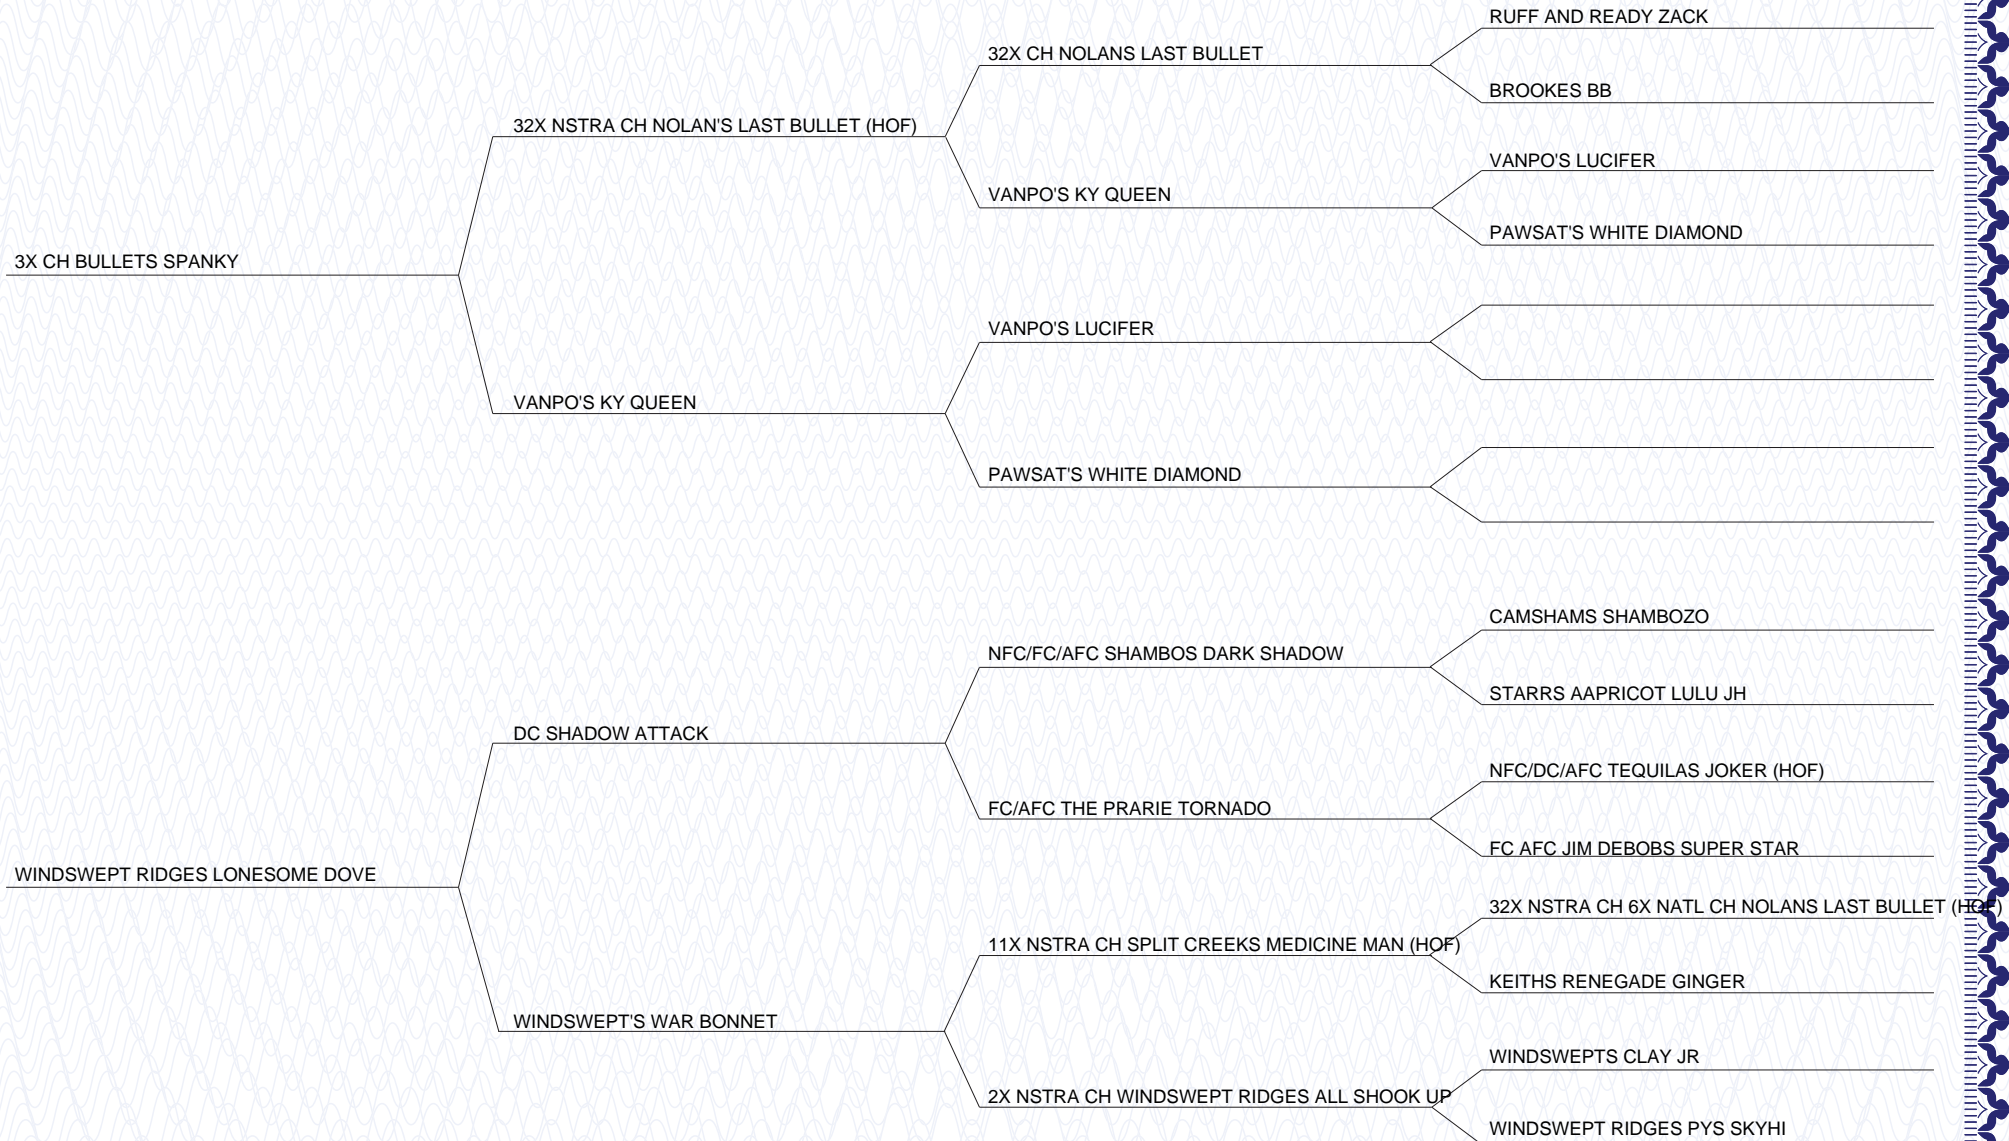 RUFF AND READY ZACK
32X CH NOLANS LAST BULLET
BROOKES BB
32X NSTRA CH NOLAN'S LAST BULLET (HOF)
VANPO'S LUCIFER
VANPO'S KY QUEEN
PAWSAT'S WHITE DIAMOND
3X CH BULLETS SPANKY
VANPO'S LUCIFER
VANPO'S KY QUEEN
PAWSAT'S WHITE DIAMOND
CAMSHAMS SHAMBOZO
NFC/FC/AFC SHAMBOS DARK SHADOW
STARRS AAPRICOT LULU JH
DC SHADOW ATTACK
NFC/DC/AFC TEQUILAS JOKER (HOF)
FC/AFC THE PRARIE TORNADO
FC AFC JIM DEBOBS SUPER STAR
WINDSWEPT RIDGES LONESOME DOVE
32X NSTRA CH 6X NATL CH NOLANS LAST BULLET (HOF)
11X NSTRA CH SPLIT CREEKS MEDICINE MAN (HOF)
KEITHS RENEGADE GINGER
WINDSWEPT'S WAR BONNET
WINDSWEPTS CLAY JR
2X NSTRA CH WINDSWEPT RIDGES ALL SHOOK UP
WINDSWEPT RIDGES PYS SKYHI